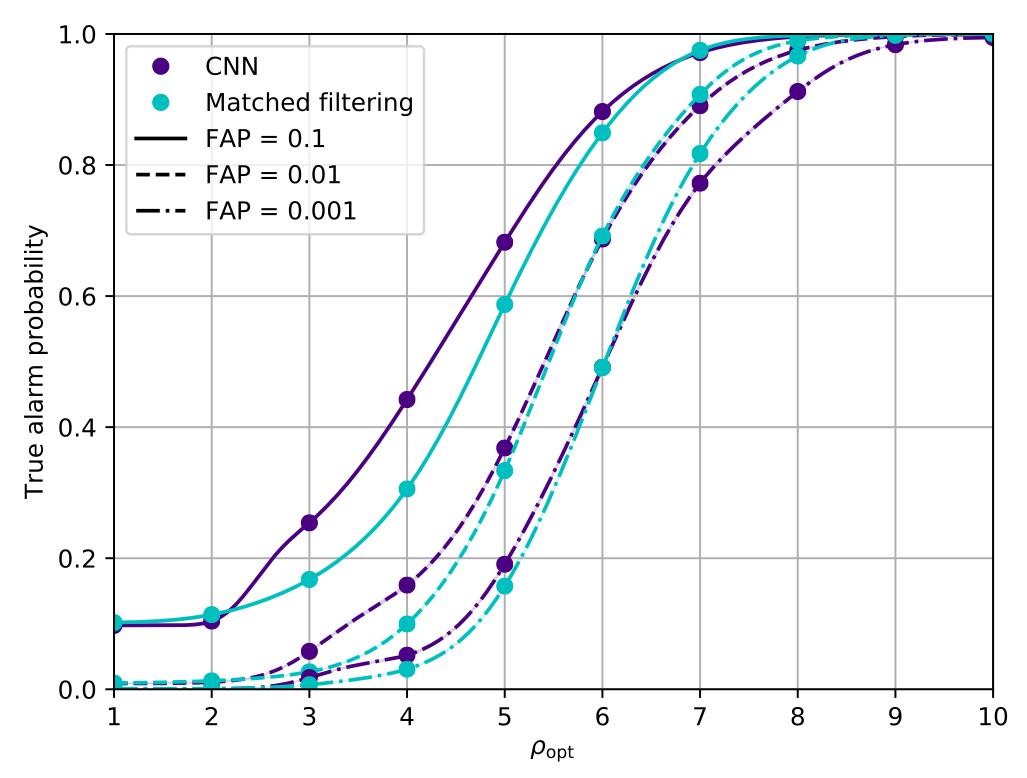 1.0
0.8
0.6
0.4
0.2
0.0
True alarm probability
CNN
Matched filtering
FAP = 0.1
FAP = 0.01
FAP = 0.001
1 2 3 4 5 6 7 8 9 10
ρopt